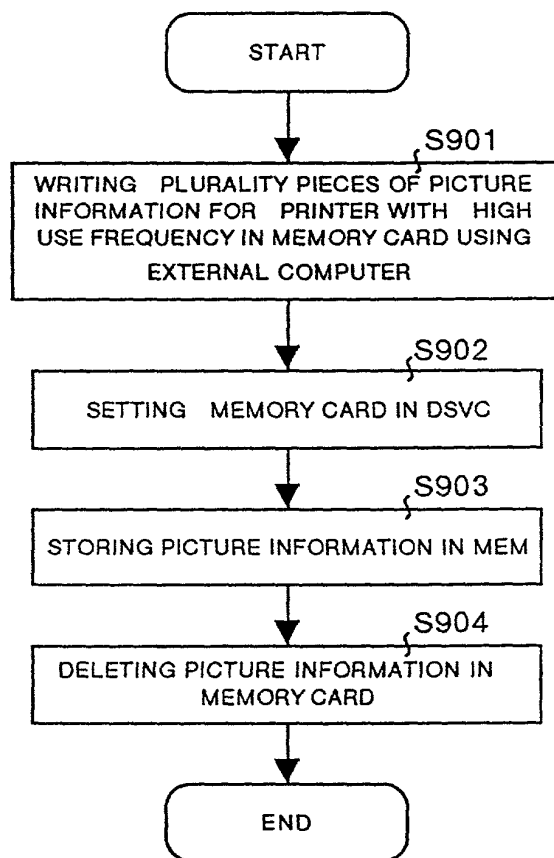 START
S901
WRITING PLURALITY PIECES OF PICTURE
INFORMATION FOR PRINTER WITH HIGH
USE FREQUENCY IN MEMORY CARD USING
EXTERNAL COMPUTER
S902
SETTING MEMORY CARD IN DSVC
S903
STORING PICTURE INFORMATION IN MEM
S904
DELETING PICTURE INFORMATION IN
MEMORY CARD
END